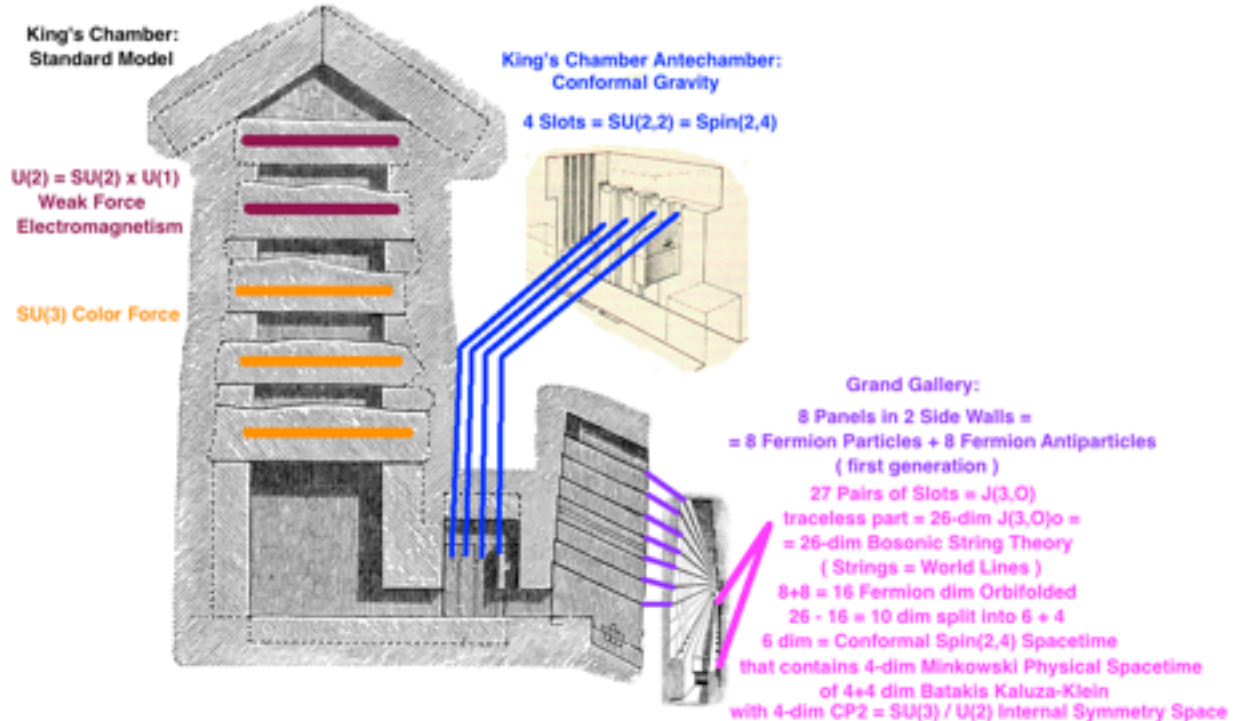 King's Chamber:
Standard Model
King's Chamber Antechamber:
Conformal Gravity
4 Slots = SU(2,2) = Spin(2,4)
U(2) = SU(2) x U(1)
Weak Force
Electromagnetism
SU(3) Color Force
Grand Gallery:
8 Panels in 2 Side Walls =
= 8 Fermion Particles + 8 Fermion Antiparticles
( first generation )
27 Pairs of Slots = J(3,O)
traceless part = 26-dim J(3,O)o =
= 26-dim Bosonic String Theory
( Strings = World Lines )
8+8 = 16 Fermion dim Orbifolded
26 - 16 = 10 dim split into 6 + 4
6 dim = Conformal Spin(2,4) Spacetime
that contains 4-dim Minkowski Physical Spacetime
of 4+4 dim Batakis Kaluza-Klein
with 4-dim CP2 = SU(3) / U(2) Internal Symmetry Space